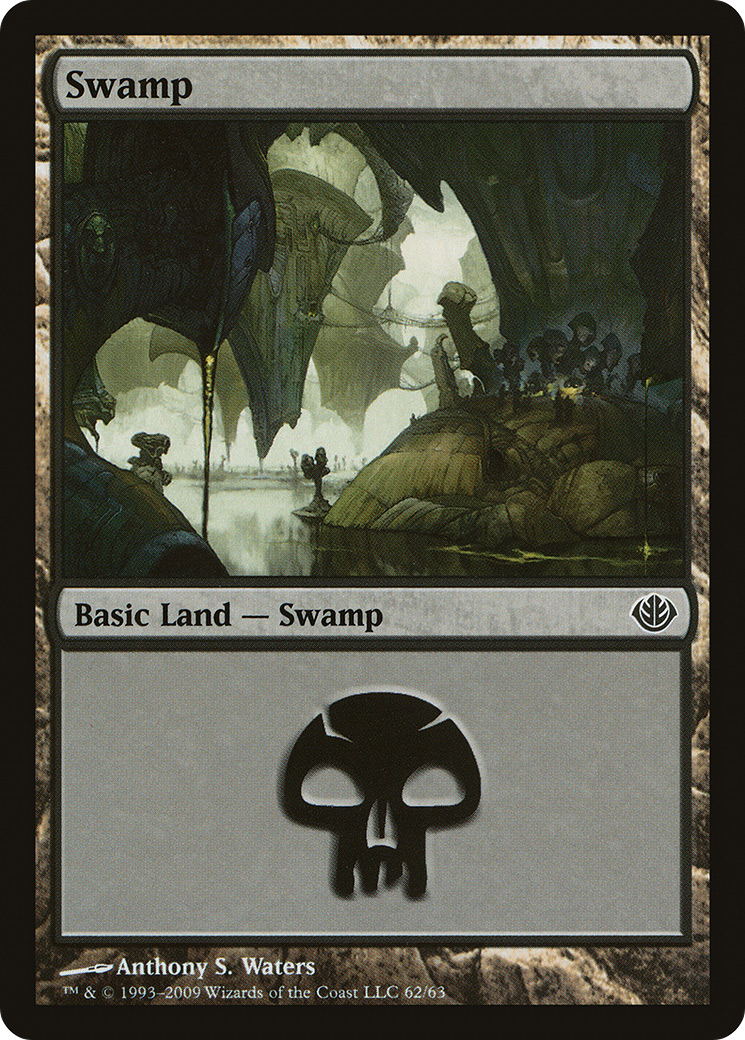 Swamp
Basic Land — Swamp
Anthony S. Waters
™ & © 1993–2009 Wizards of the Coast LLC 62/63